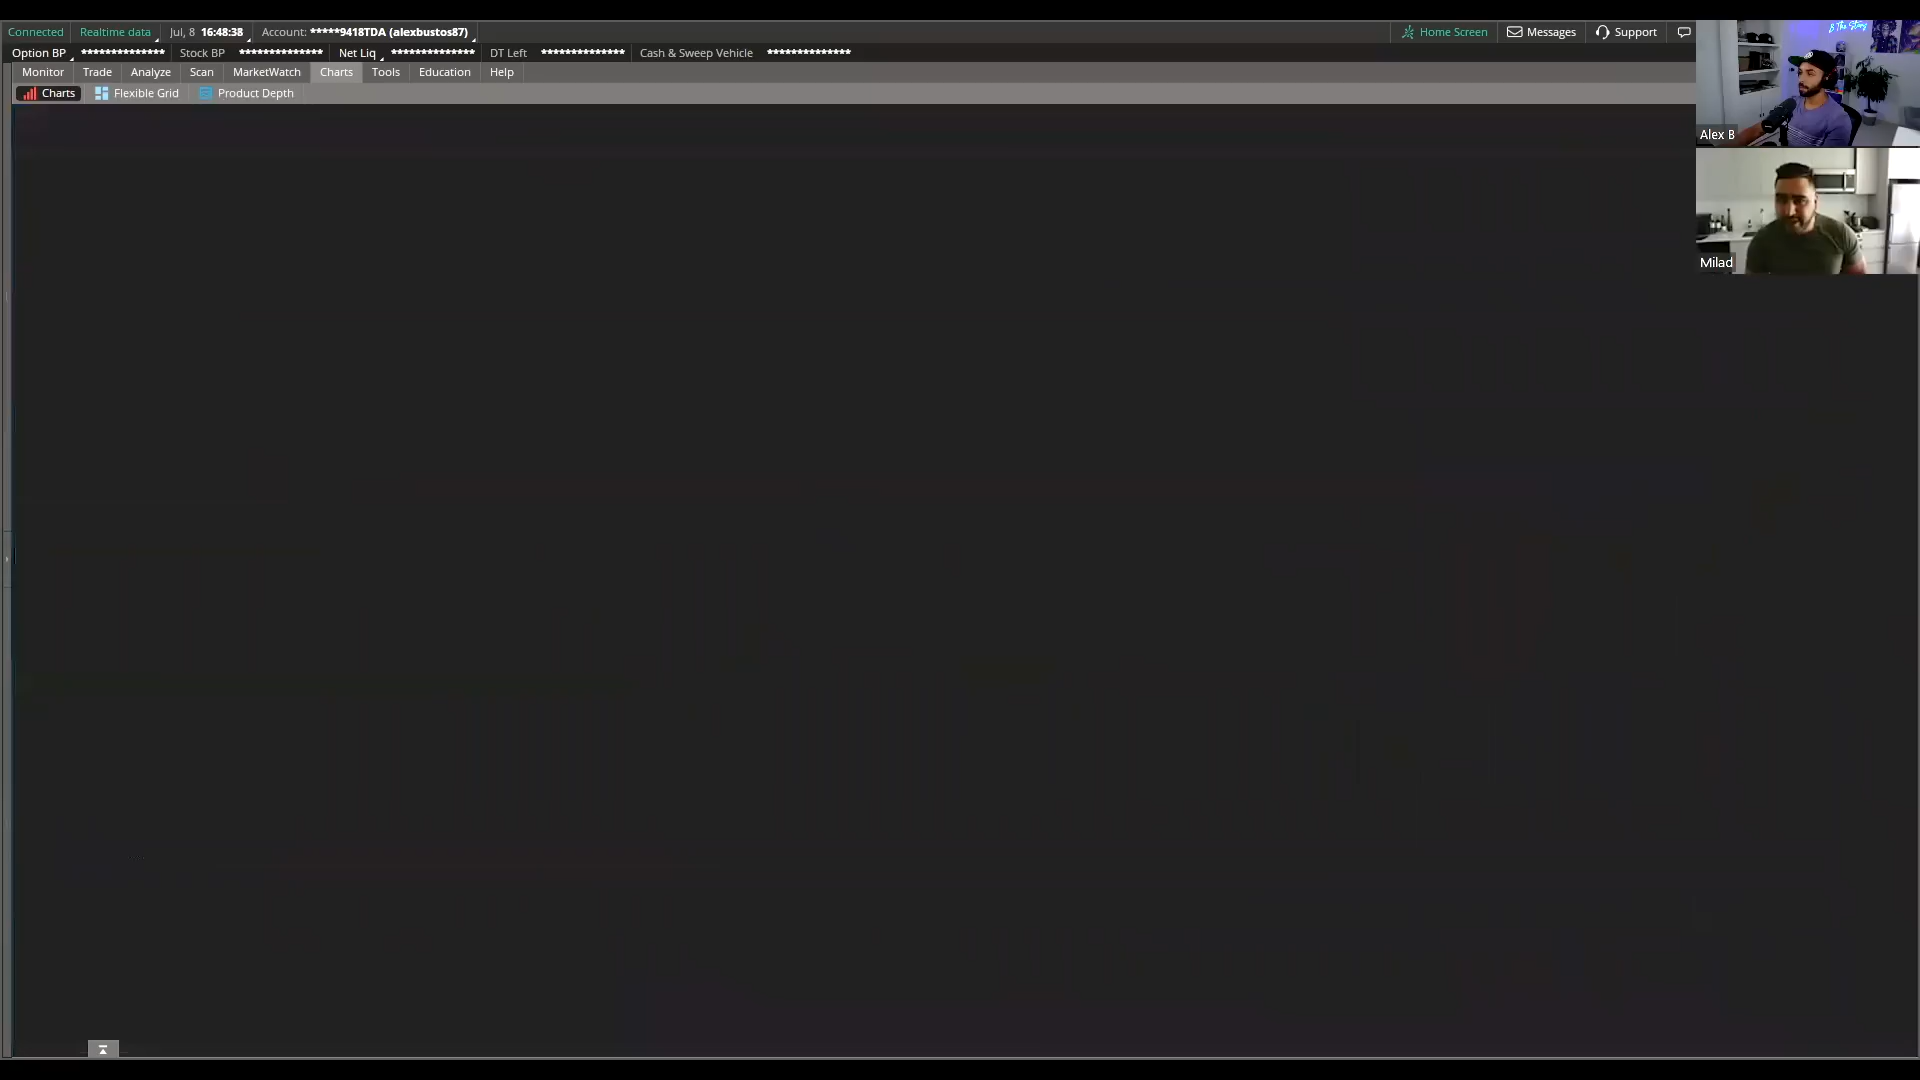 Connected Realtime data Jul, 8 16:48:38 Account: *****9418TDA (alexbustos87) Home Screen Messages Support
Option BP ************** Stock BP ************** Net Liq ************** DT Left ************** Cash & Sweep Vehicle **************
Monitor Trade Analyze Scan MarketWatch Charts Tools Education Help
Charts Flexible Grid Product Depth
B The Story
Alex B
Milad